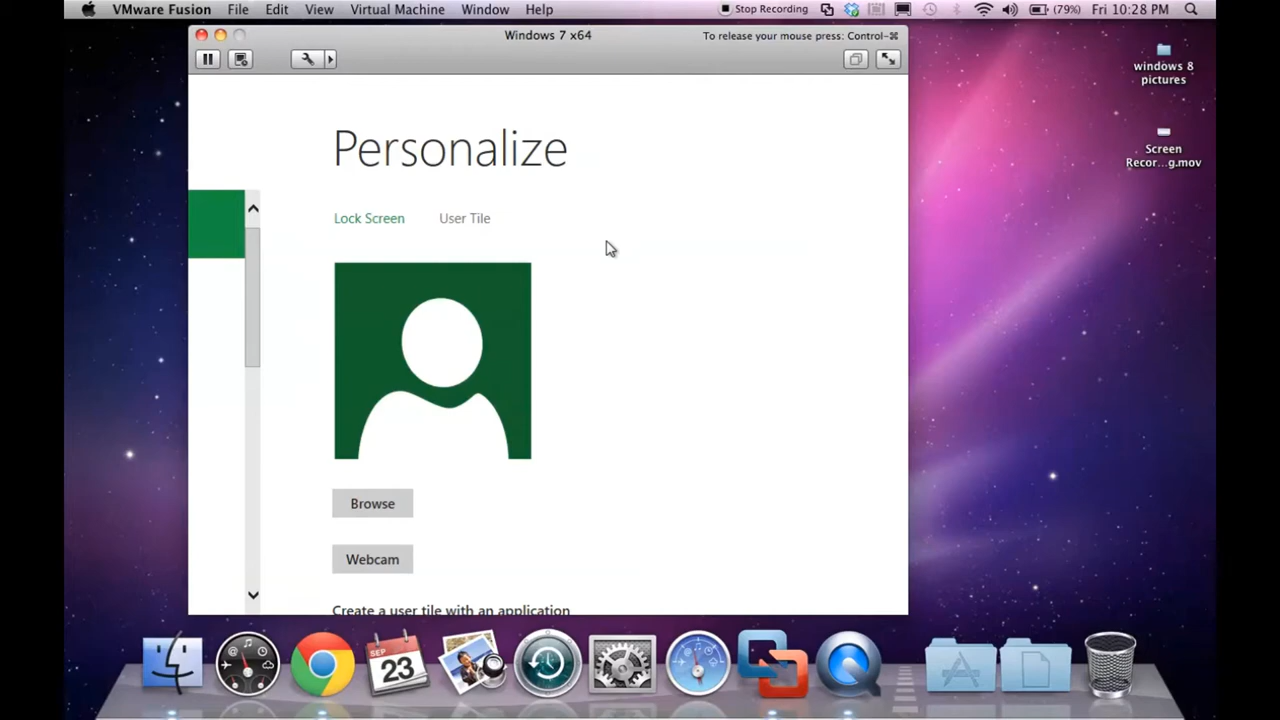 VMware Fusion File Edit View Virtual Machine Window Help Stop Recording (79%) Fri 10:28 PM
Windows 7 x64
To release your mouse press: Control-⌘
windows 8
pictures
Screen
Recor...g.mov
Personalize
Lock Screen User Tile
Browse
Webcam
Create a user tile with an application
SEP
23